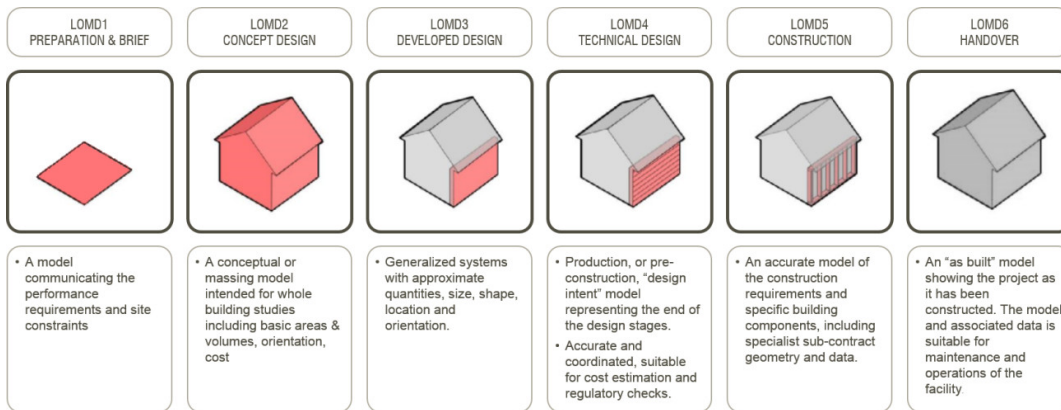 LOMD1
PREPARATION & BRIEF
LOMD2
CONCEPT DESIGN
LOMD3
DEVELOPED DESIGN
LOMD4
TECHNICAL DESIGN
LOMD5
CONSTRUCTION
LOMD6
HANDOVER
• A model
communicating the
performance
requirements and site
constraints
• A conceptual or
massing model
intended for whole
building studies
including basic areas &
volumes, orientation,
cost
• Generalized systems
with approximate
quantities, size, shape,
location and
orientation.
• Production, or pre-
construction, “design
intent” model
representing the end of
the design stages.
• Accurate and
coordinated, suitable
for cost estimation and
regulatory checks.
• An accurate model of
the construction
requirements and
specific building
components, including
specialist sub-contract
geometry and data.
• An “as built” model
showing the project as
it has been
constructed. The model
and associated data is
suitable for
maintenance and
operations of the
facility.